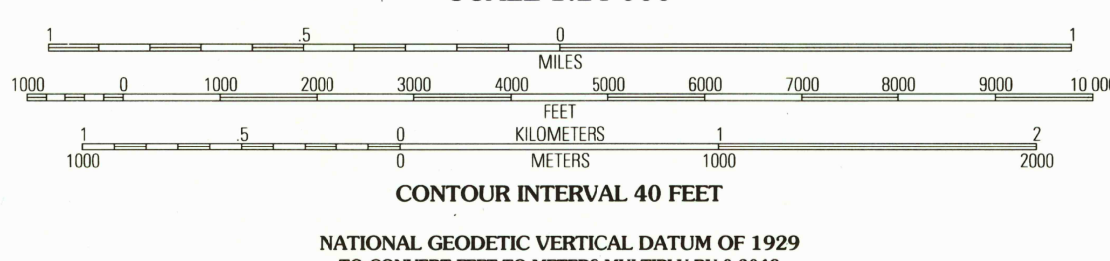 1 .5 0 1
MILES
1000 0 1000 2000 3000 4000 5000 6000 7000 8000 9000 10 000
FEET
1 .5 0 KILOMETERS 1 2
1000 0 METERS 1000 2000
CONTOUR INTERVAL 40 FEET
NATIONAL GEODETIC VERTICAL DATUM OF 1929